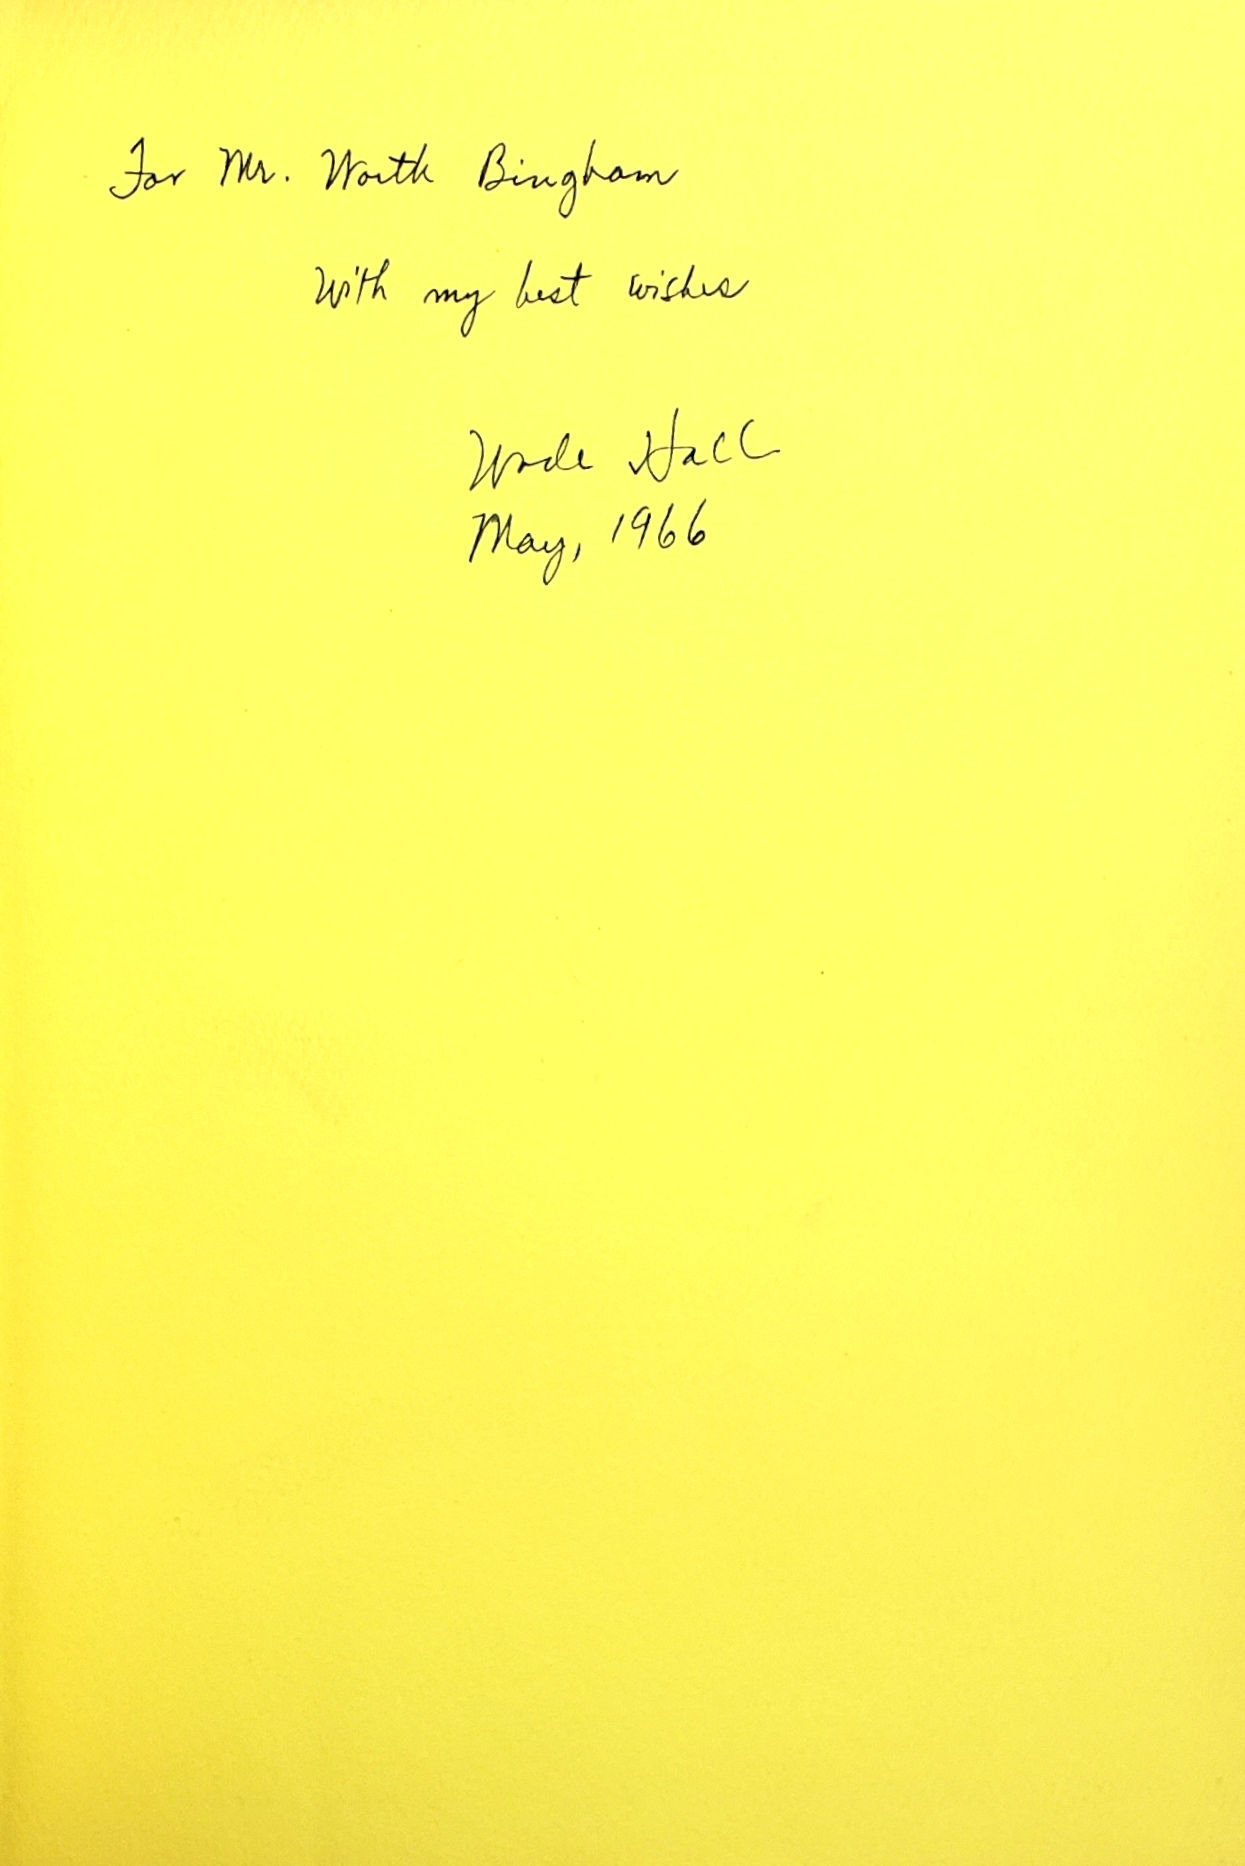 For Mr. Worth Bingham
With my best wishes
Wade Hall
May, 1966